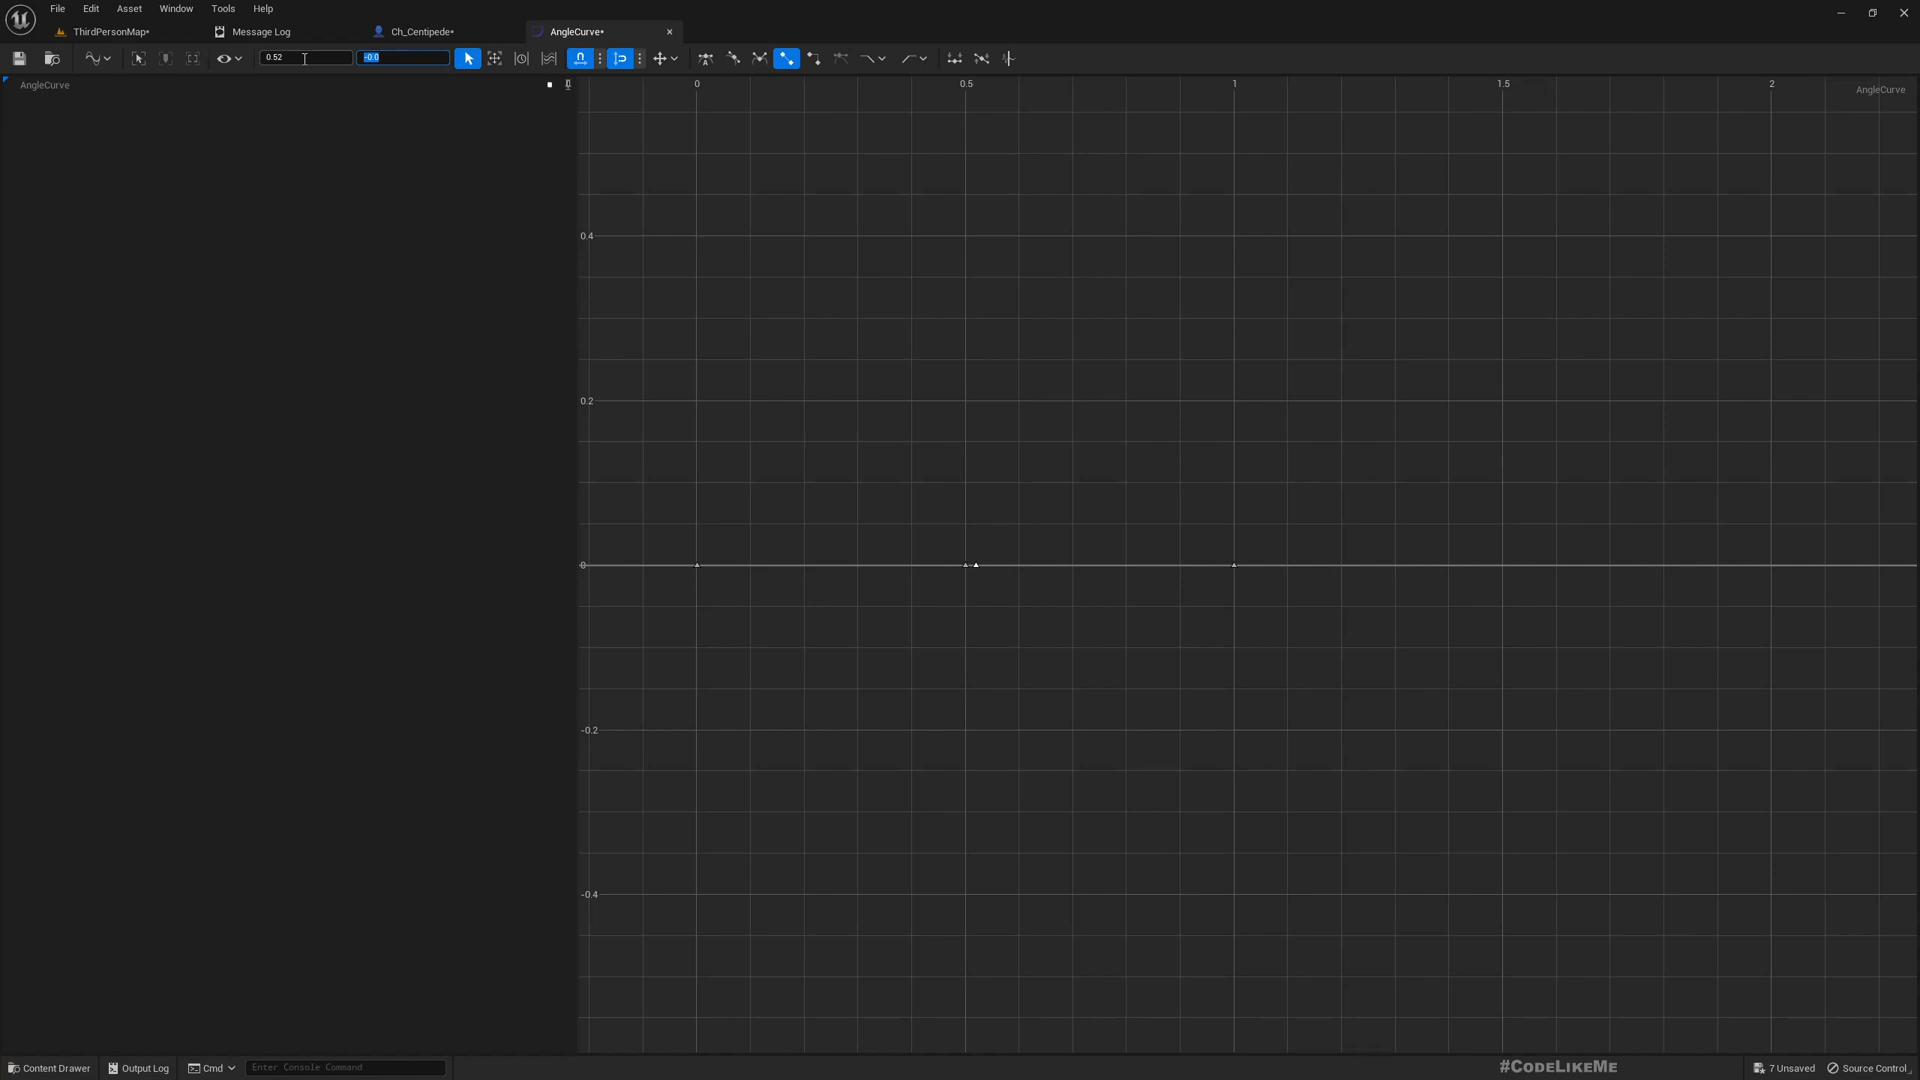 File Edit Asset Window Tools Help
ThirdPersonMap* Message Log Ch_Centipede* AngleCurve*
0.52 -0.0
AngleCurve
0 0.5 1 1.5 2
AngleCurve
0.4
0.2
0
-0.2
-0.4
#CodeLikeMe
Content Drawer Output Log Cmd Enter Console Command 7 Unsaved Source Control